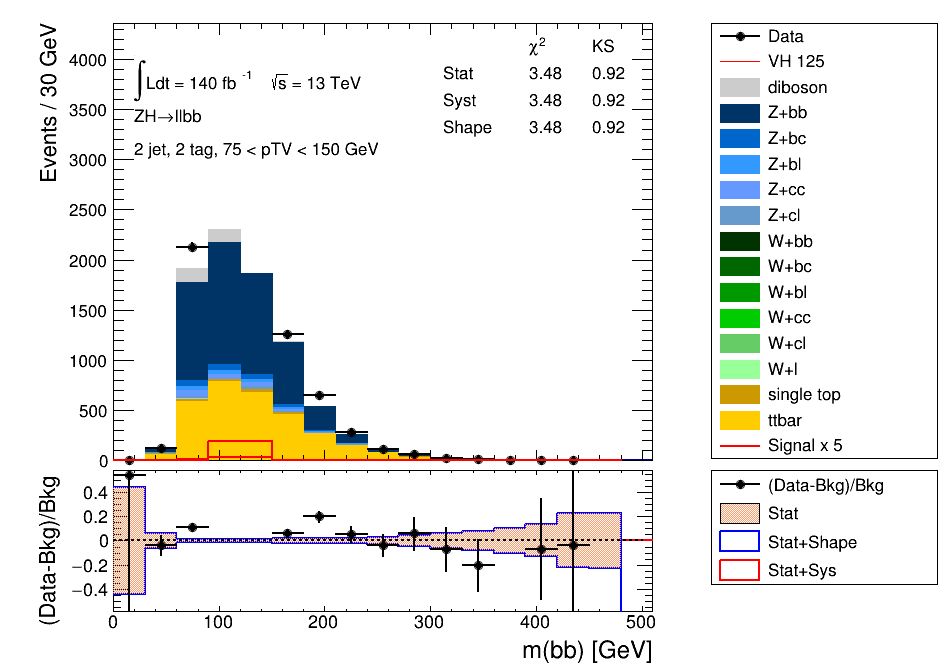 Events / 30 GeV
4000
3500
3000
2500
2000
1500
1000
500
0
∫Ldt = 140 fb⁻¹ √s = 13 TeV
ZH→llbb
2 jet, 2 tag, 75 < pTV < 150 GeV
χ² KS
Stat 3.48 0.92
Syst 3.48 0.92
Shape 3.48 0.92
Data
VH 125
diboson
Z+bb
Z+bc
Z+bl
Z+cc
Z+cl
W+bb
W+bc
W+bl
W+cc
W+cl
W+l
single top
ttbar
Signal x 5
(Data-Bkg)/Bkg
0.4
0.2
0
−0.2
−0.4
0 100 200 300 400 500
m(bb) [GeV]
(Data-Bkg)/Bkg
Stat
Stat+Shape
Stat+Sys